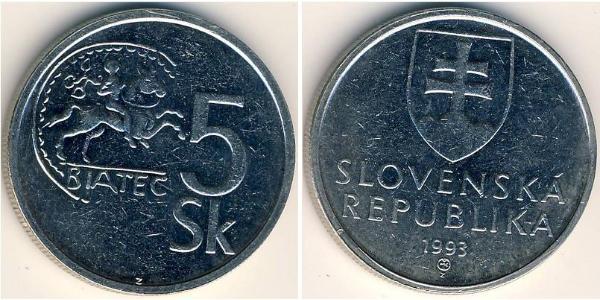 BIATEC
5
Sk
Z
SLOVENSKÁ
REPUBLIKA
1993